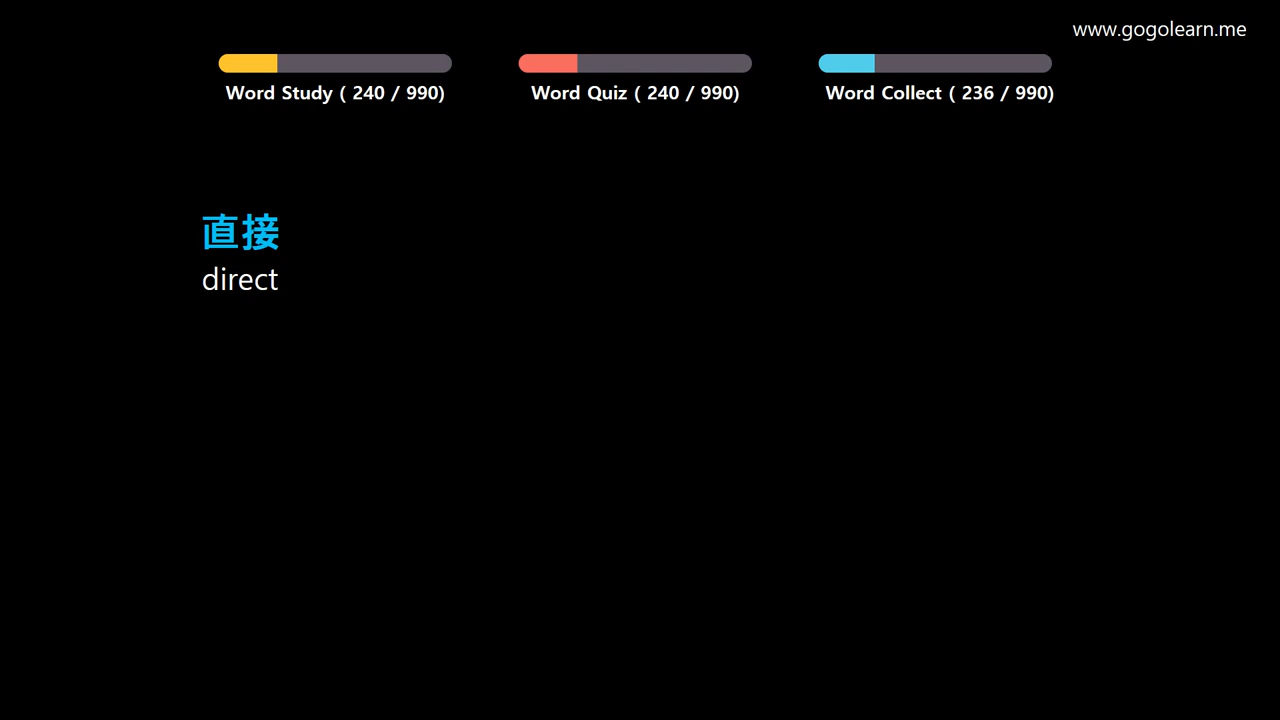 www.gogolearn.me
Word Study ( 240 / 990)
Word Quiz ( 240 / 990)
Word Collect ( 236 / 990)
直接
direct